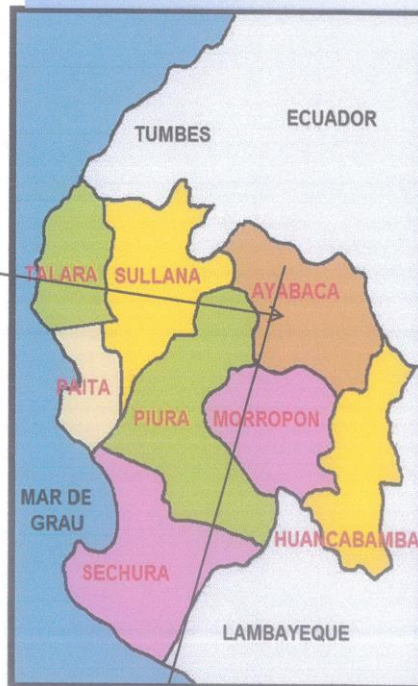 ECUADOR
TUMBES
TALARA
SULLANA
AYABACA
PAITA
PIURA
MORROPON
MAR DE
GRAU
HUANCABAMBA
SECHURA
LAMBAYEQUE